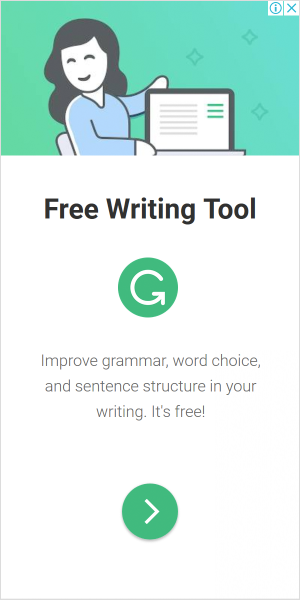 Free Writing Tool
G
Improve grammar, word choice,
and sentence structure in your
writing. It's free!